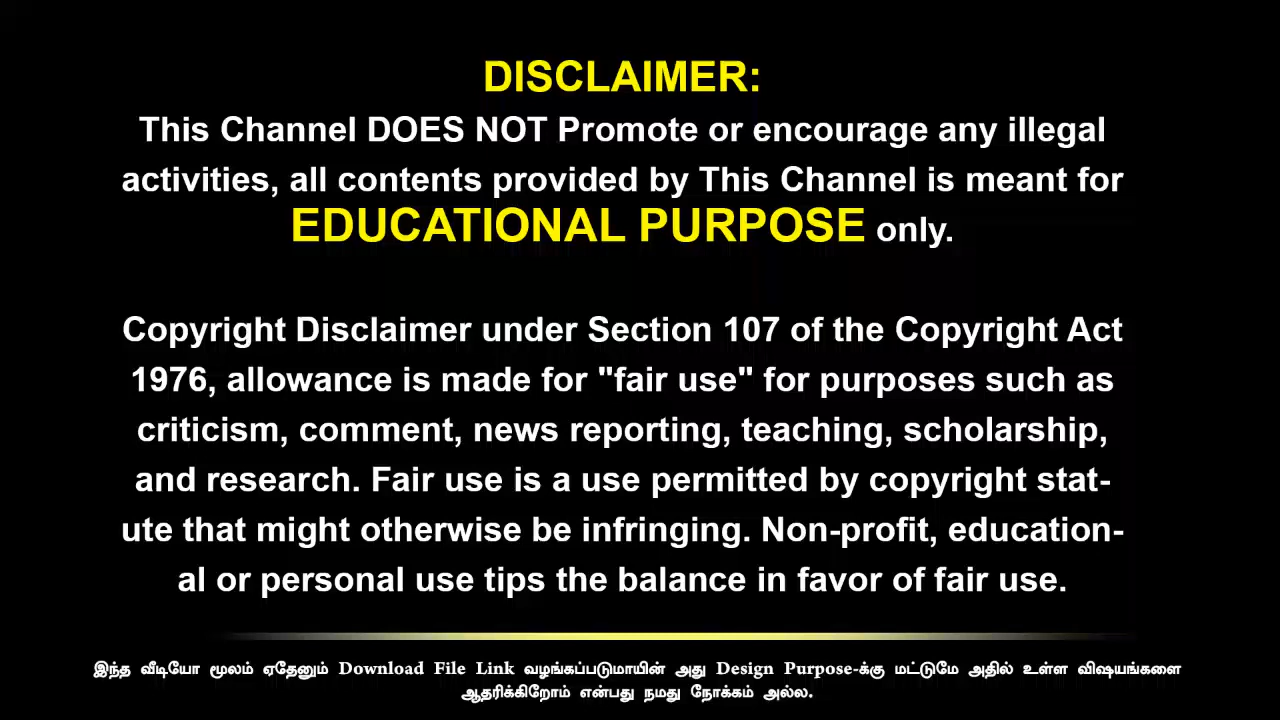 DISCLAIMER:
This Channel DOES NOT Promote or encourage any illegal
activities, all contents provided by This Channel is meant for
EDUCATIONAL PURPOSE only.
Copyright Disclaimer under Section 107 of the Copyright Act
1976, allowance is made for "fair use" for purposes such as
criticism, comment, news reporting, teaching, scholarship,
and research. Fair use is a use permitted by copyright stat-
ute that might otherwise be infringing. Non-profit, education-
al or personal use tips the balance in favor of fair use.
இந்த வீடியோ மூலம் ஏதேனும் Download File Link வழங்கப்படுமாயின் அது Design Purpose-க்கு மட்டுமே அதில் உள்ள விஷயங்களை
ஆதரிக்கிறோம் என்பது நமது நோக்கம் அல்ல.